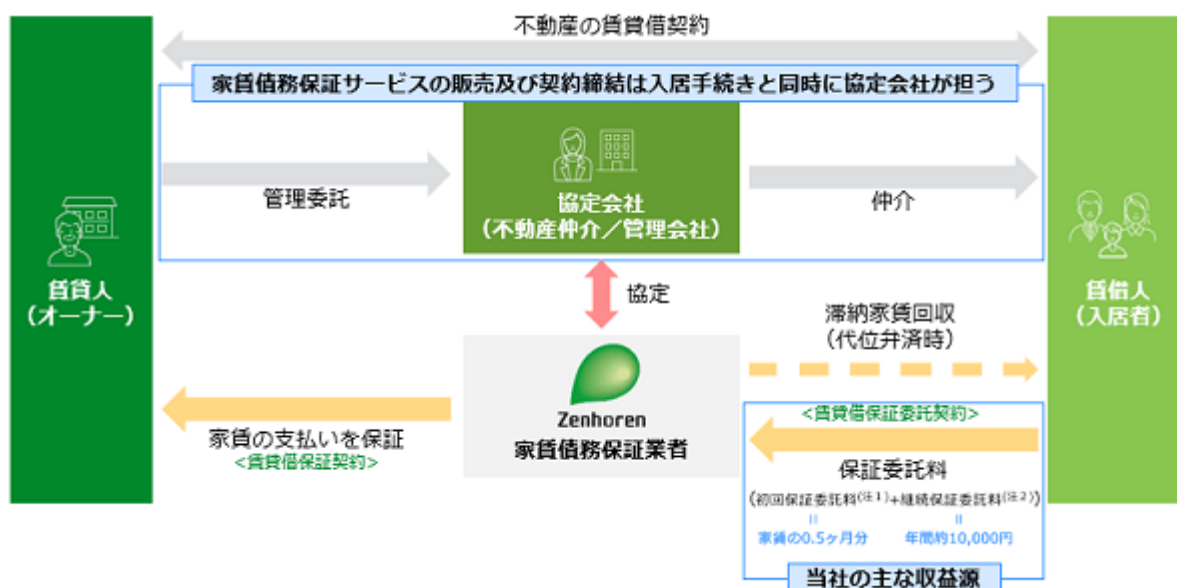 不動産の賃貸借契約
家賃債務保証サービスの販売及び契約締結は入居手続きと同時に協定会社が担う
管理委託
協定会社
(不動産仲介／管理会社)
仲介
賃貸人
(オーナー)
賃借人
(入居者)
協定
滞納家賃回収
(代位弁済時)
Zenhoren
家賃債務保証業者
家賃の支払いを保証
<賃貸借保証契約>
<賃貸借保証委託契約>
保証委託料
(初回保証委託料(注1)+継続保証委託料(注2))
= =
家賃の0.5ヶ月分 年間約10,000円
当社の主な収益源